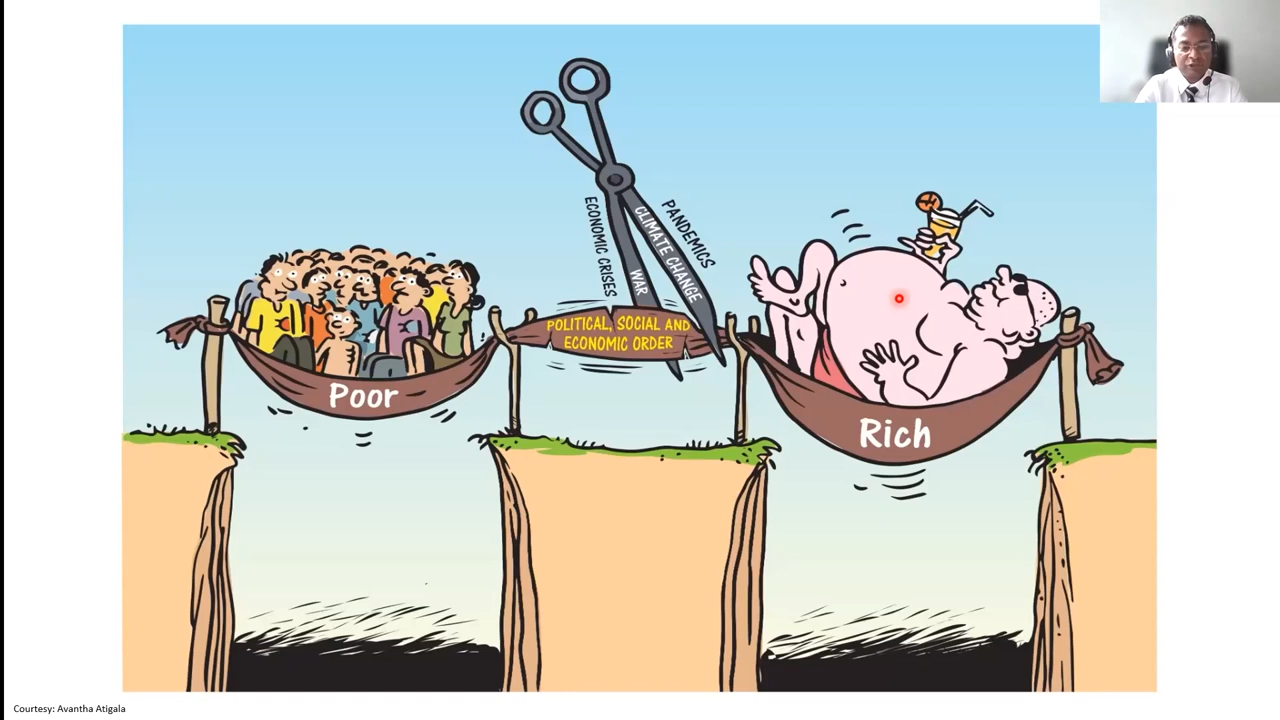 ECONOMIC CRISES
WAR
CLIMATE CHANGE
PANDEMICS
POLITICAL, SOCIAL AND
ECONOMIC ORDER
Poor
Rich
Courtesy: Avantha Atigala